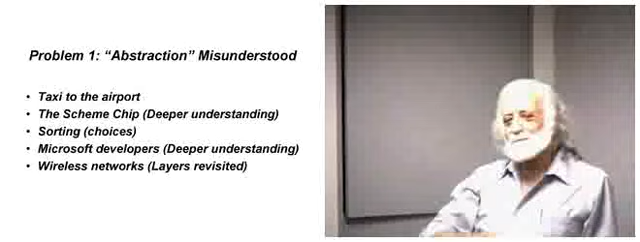 Problem 1: “Abstraction” Misunderstood
• Taxi to the airport
• The Scheme Chip (Deeper understanding)
• Sorting (choices)
• Microsoft developers (Deeper understanding)
• Wireless networks (Layers revisited)